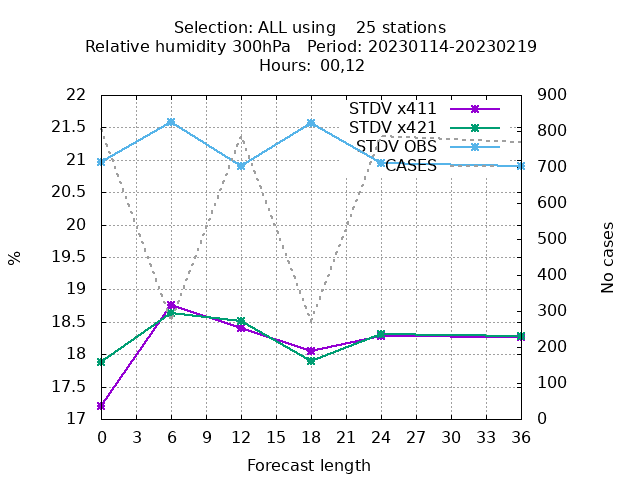 Selection: ALL using    25 stations
Relative humidity 300hPa   Period: 20230114-20230219
Hours:  00,12
22
21.5
21
20.5
20
19.5
19
18.5
18
17.5
17
900
800
700
600
500
400
300
200
100
0
STDV x411
STDV x421
STDV OBS
CASES
%
No cases
0 3 6 9 12 15 18 21 24 27 30 33 36
Forecast length